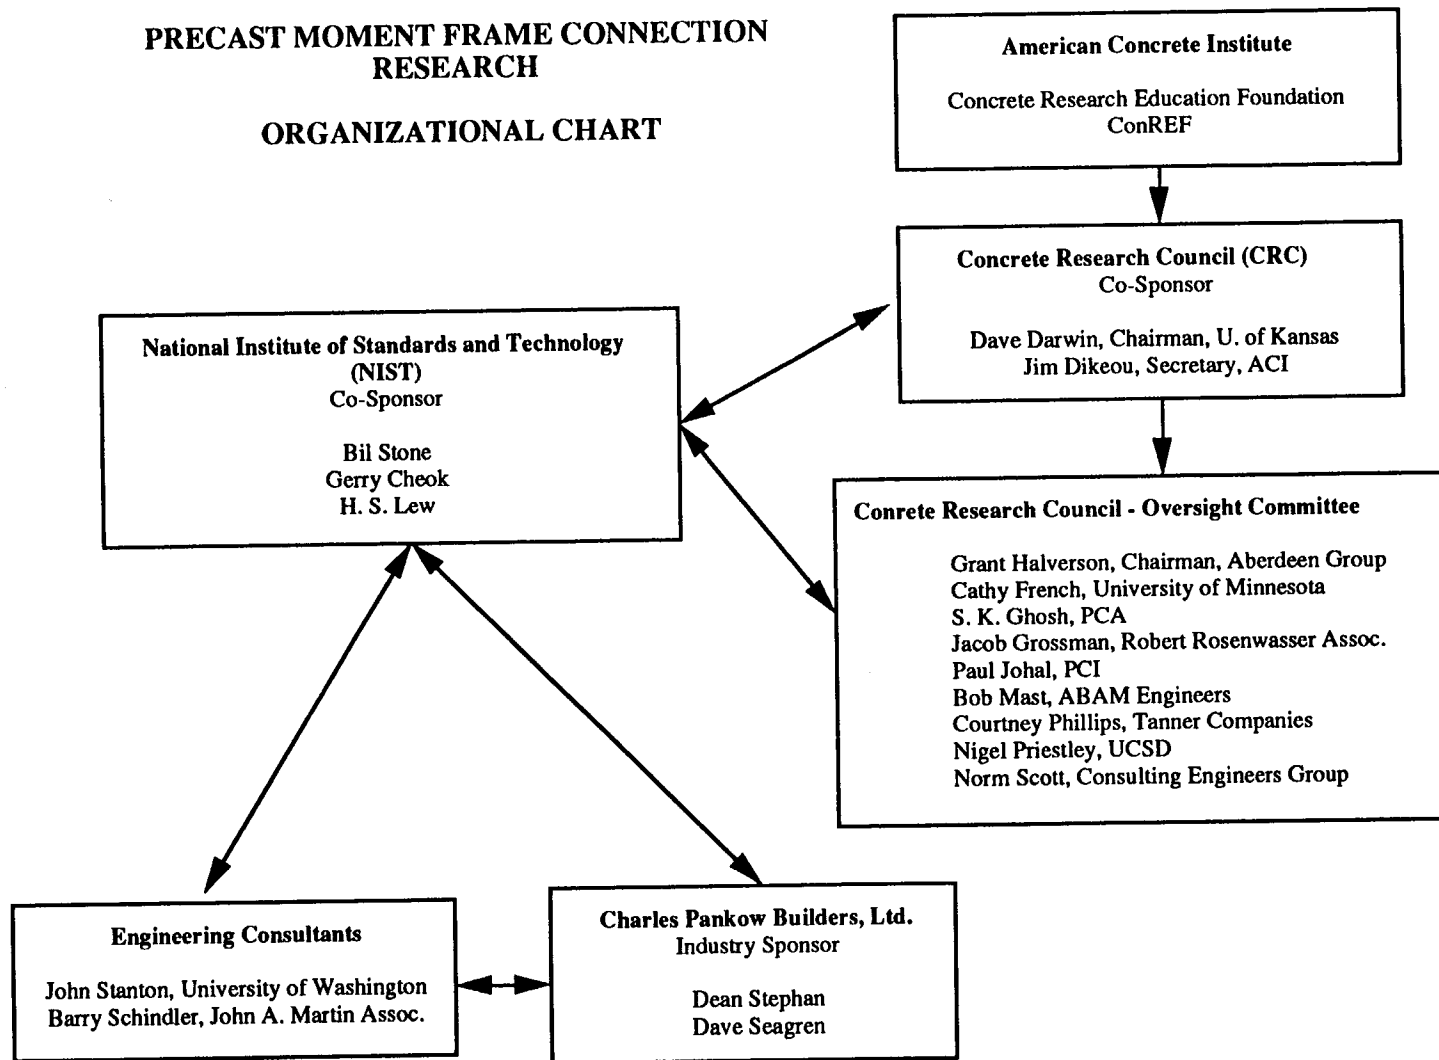 PRECAST MOMENT FRAME CONNECTION
RESEARCH
ORGANIZATIONAL CHART
American Concrete Institute
Concrete Research Education Foundation
ConREF
Concrete Research Council (CRC)
Co-Sponsor
Dave Darwin, Chairman, U. of Kansas
Jim Dikeou, Secretary, ACI
National Institute of Standards and Technology
(NIST)
Co-Sponsor
Bil Stone
Gerry Cheok
H. S. Lew
Conrete Research Council - Oversight Committee
Grant Halverson, Chairman, Aberdeen Group
Cathy French, University of Minnesota
S. K. Ghosh, PCA
Jacob Grossman, Robert Rosenwasser Assoc.
Paul Johal, PCI
Bob Mast, ABAM Engineers
Courtney Phillips, Tanner Companies
Nigel Priestley, UCSD
Norm Scott, Consulting Engineers Group
Engineering Consultants
John Stanton, University of Washington
Barry Schindler, John A. Martin Assoc.
Charles Pankow Builders, Ltd.
Industry Sponsor
Dean Stephan
Dave Seagren